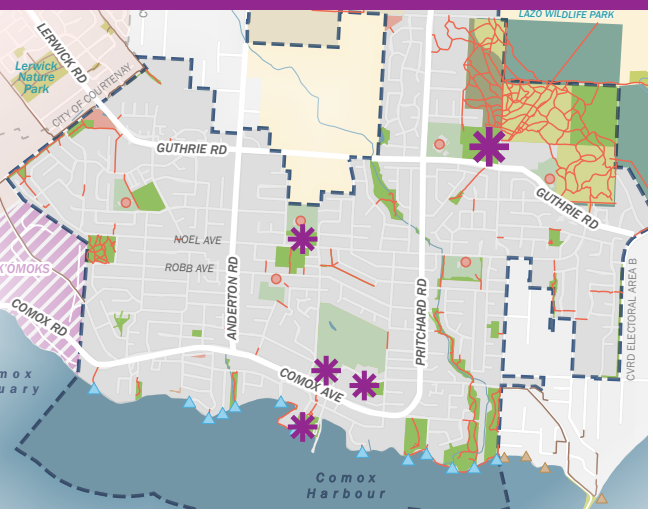 LAZO WILDLIFE PARK
LERWICK RD
Lerwick
Nature
Park
CITY OF COURTENAY
GUTHRIE RD
GUTHRIE RD
NOEL AVE
ROBB AVE
K'OMOKS
COMOX RD
ANDERTON RD
PRITCHARD RD
CVRD ELECTORAL AREA B
COMOX AVE
Comox
Harbour